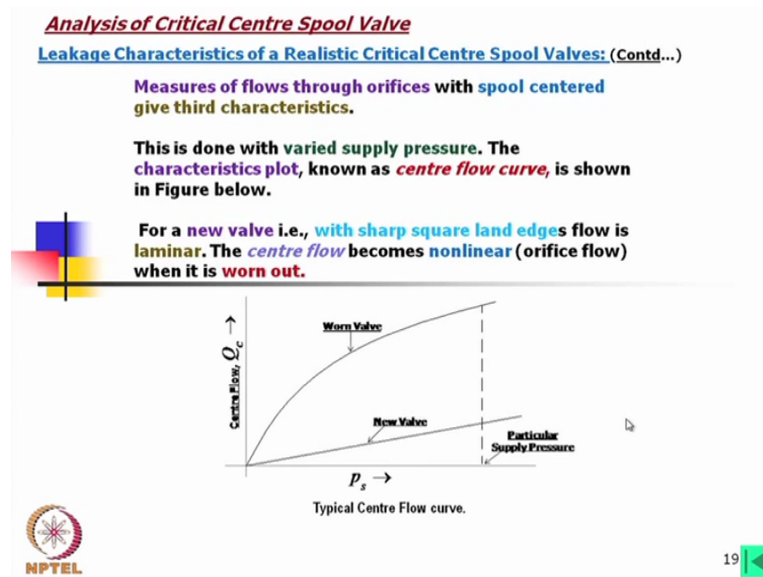 Analysis of Critical Centre Spool Valve
Leakage Characteristics of a Realistic Critical Centre Spool Valves: (Contd...)
Measures of flows through orifices with spool centered
give third characteristics.
This is done with varied supply pressure. The
characteristics plot, known as centre flow curve, is shown
in Figure below.
For a new valve i.e., with sharp square land edges flow is
laminar. The centre flow becomes nonlinear (orifice flow)
when it is worn out.
Centre Flow, Qc →
Worn Valve
New Valve
Particular
Supply Pressure
Ps →
Typical Centre Flow curve.
NPTEL
19